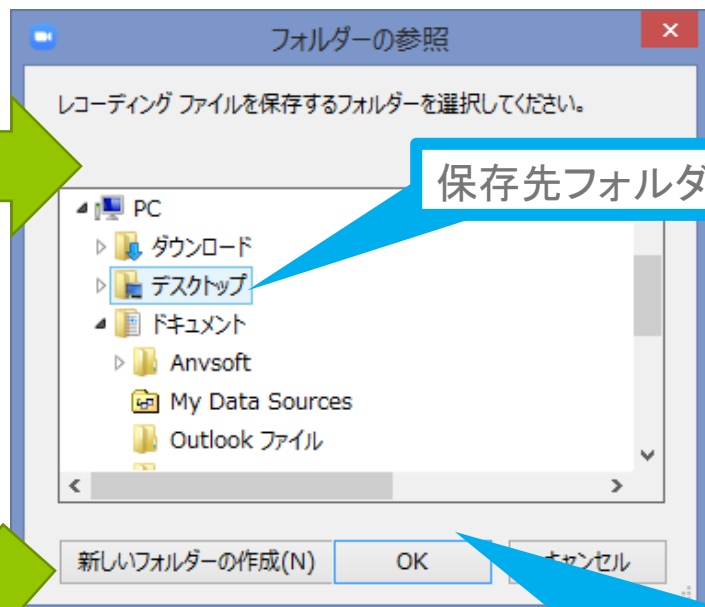 フォルダーの参照
レコーディング ファイルを保存するフォルダーを選択してください。
保存先フォルダ
PC
ダウンロード
デスクトップ
ドキュメント
Anvsoft
My Data Sources
Outlook ファイル
新しいフォルダーの作成(N) OK キャンセル